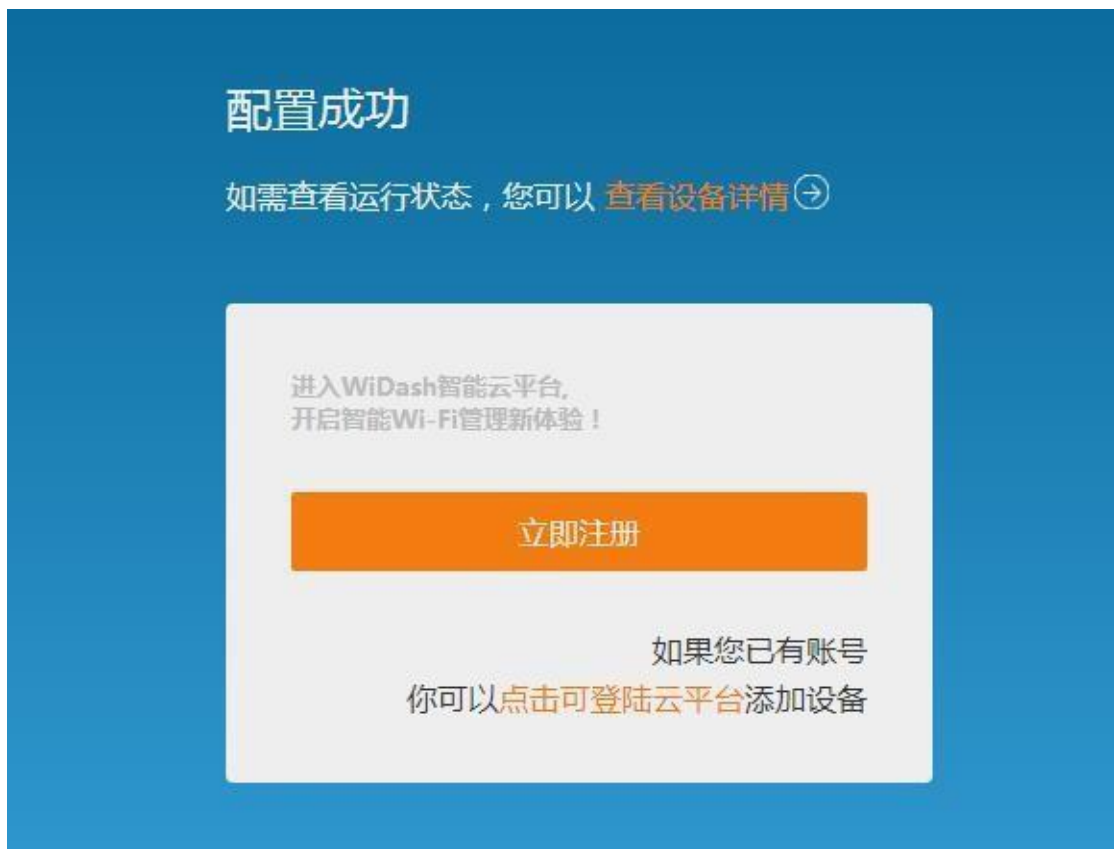 配置成功
如需查看运行状态，您可以 查看设备详情
进入WiDash智能云平台,
开启智能Wi-Fi管理新体验！
立即注册
如果您已有账号
你可以点击可登陆云平台添加设备